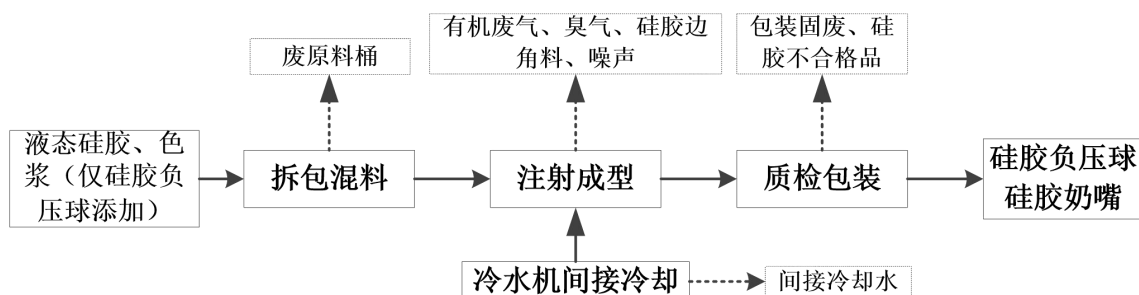 废原料桶
有机废气、臭气、硅胶边
角料、噪声
包装固废、硅
胶不合格品
液态硅胶、色
浆（仅硅胶负
压球添加）
拆包混料
注射成型
质检包装
硅胶负压球
硅胶奶嘴
冷水机间接冷却
间接冷却水